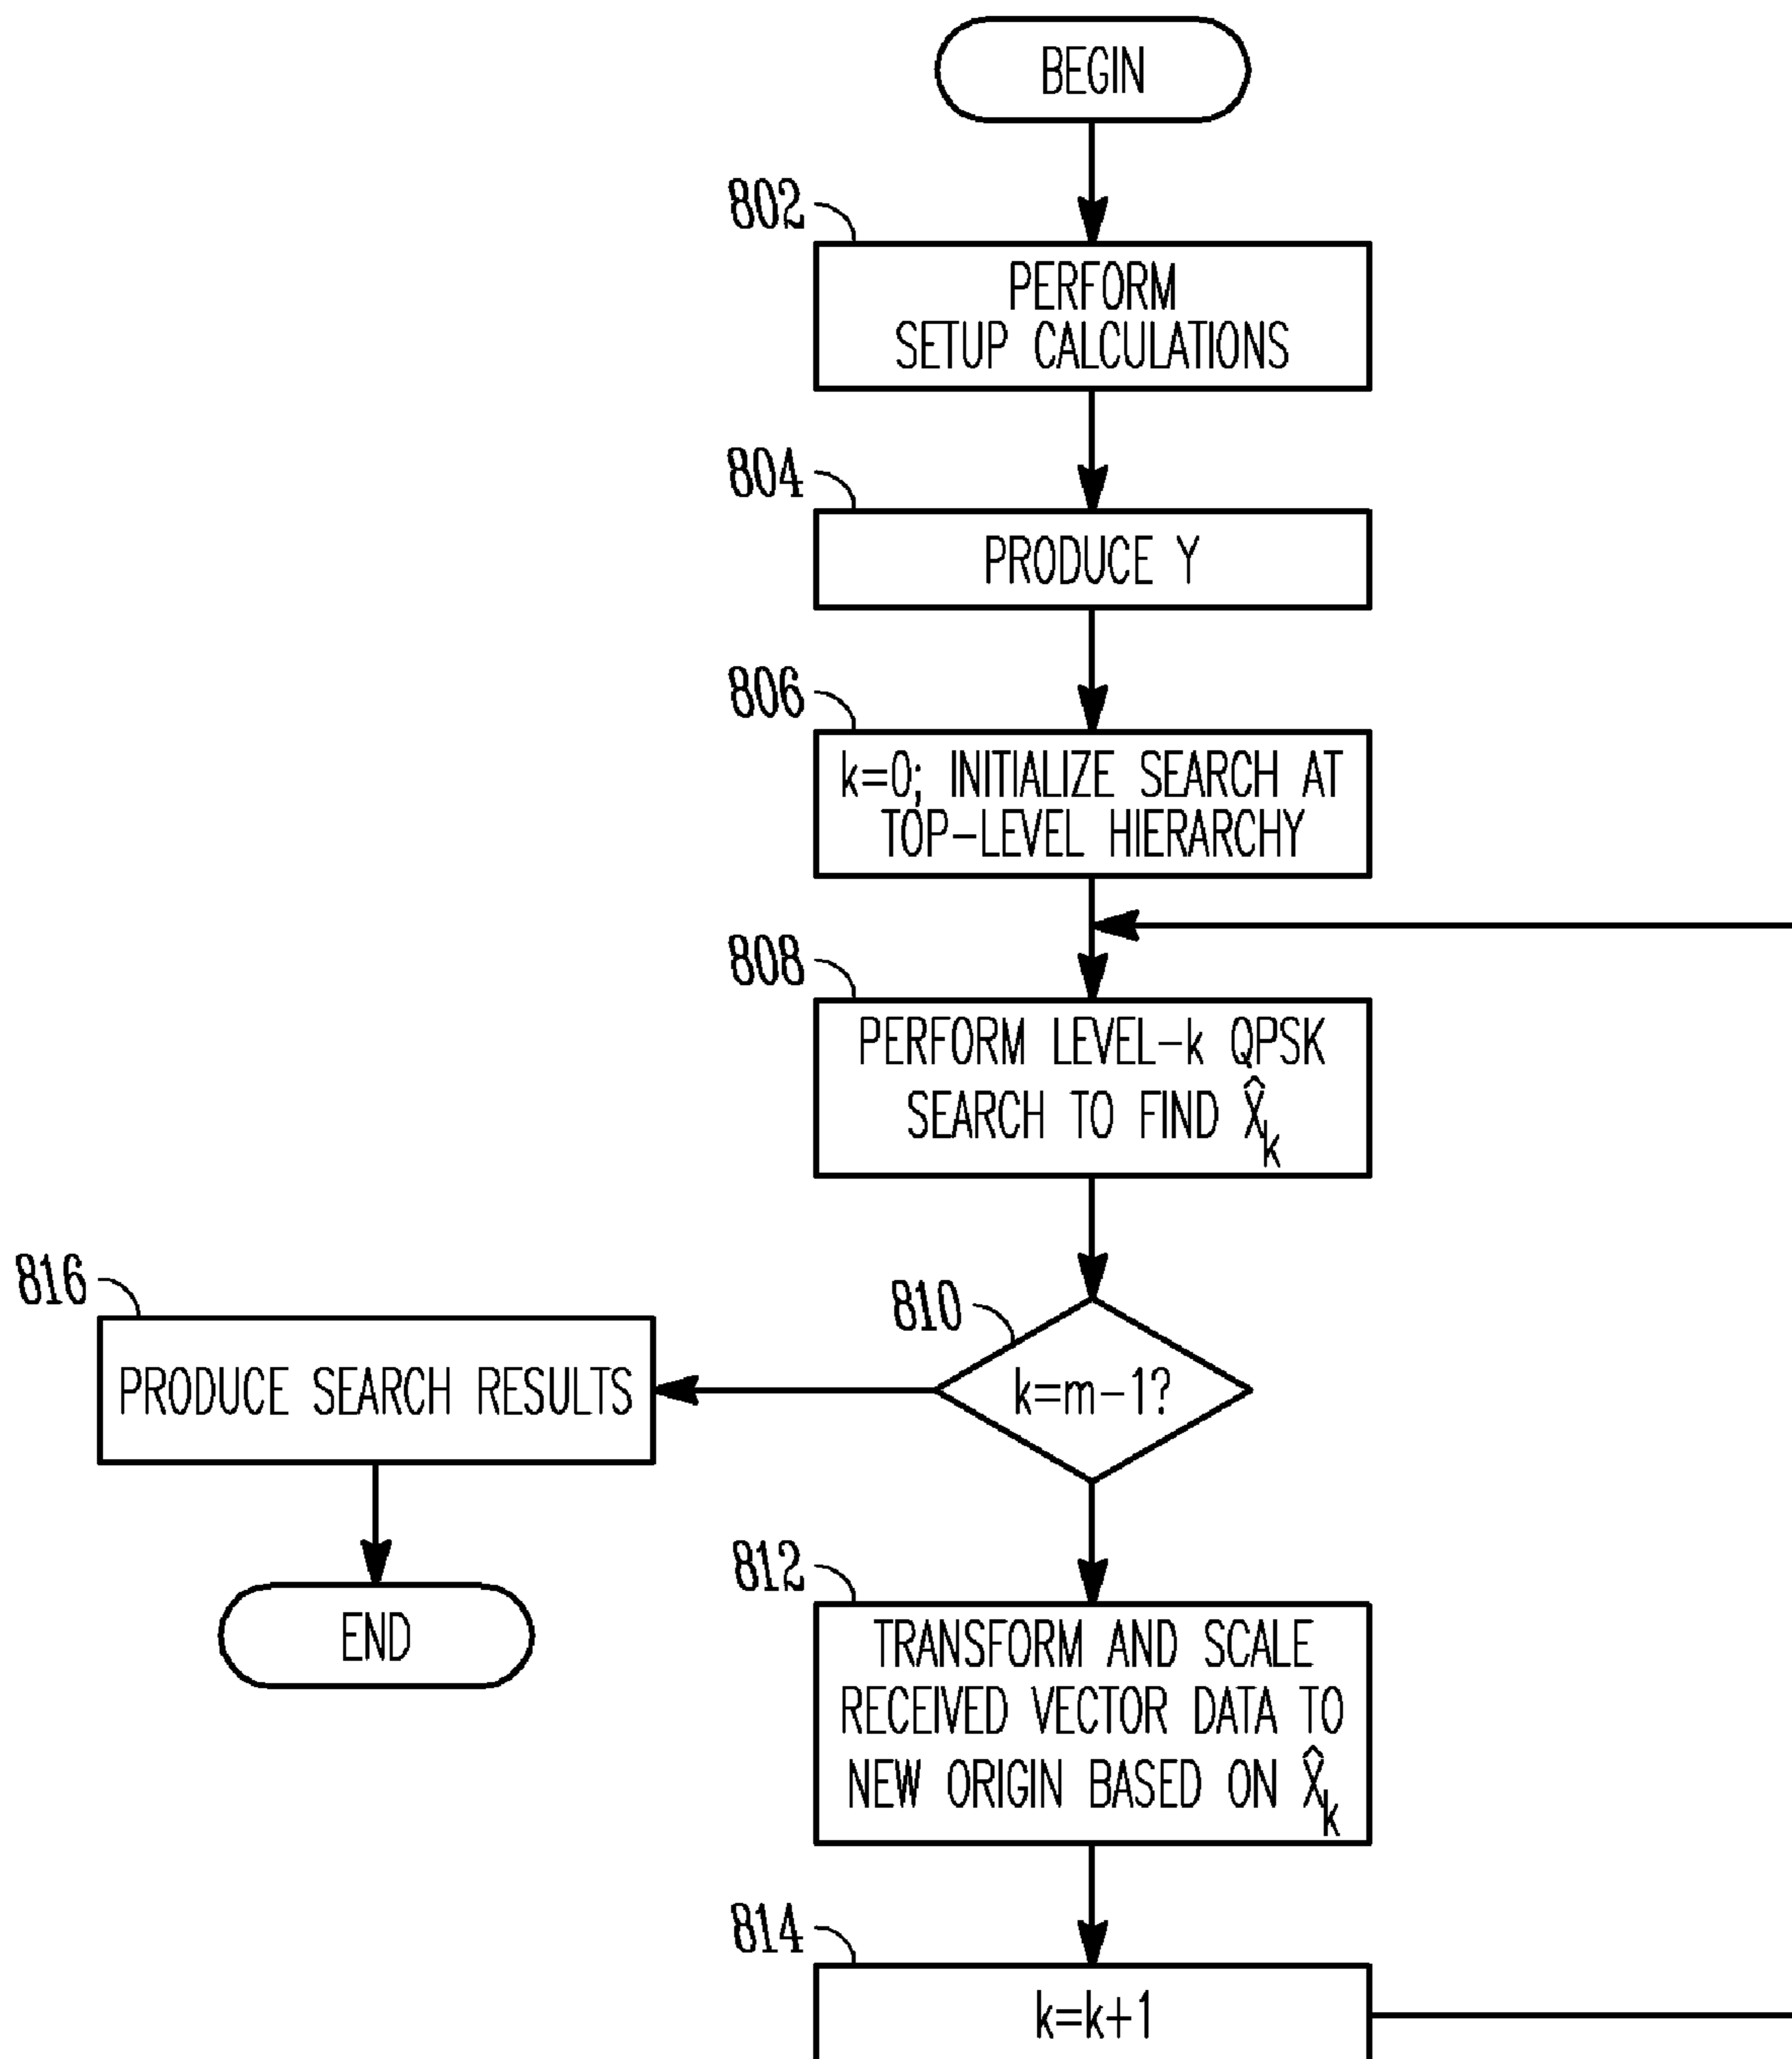 BEGIN
802
PERFORM
SETUP CALCULATIONS
804
PRODUCE Y
806
k=0; INITIALIZE SEARCH AT
TOP-LEVEL HIERARCHY
808
PERFORM LEVEL-k QPSK
SEARCH TO FIND X̂k
810
k=m-1?
816
PRODUCE SEARCH RESULTS
END
812
TRANSFORM AND SCALE
RECEIVED VECTOR DATA TO
NEW ORIGIN BASED ON X̂k
814
k=k+1